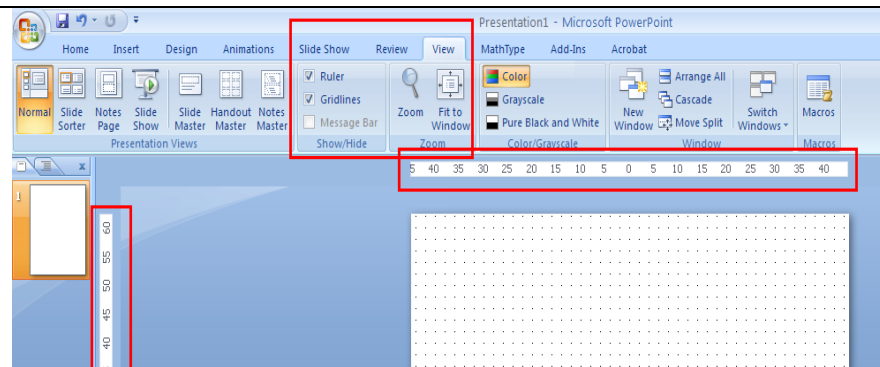 Presentation1 - Microsoft PowerPoint
Home Insert Design Animations Slide Show Review View MathType Add-Ins Acrobat
Normal
Slide Sorter
Notes Page
Slide Show
Slide Master
Handout Master
Notes Master
Presentation Views
Ruler
Gridlines
Message Bar
Show/Hide
Zoom
Fit to Window
Zoom
Color
Grayscale
Pure Black and White
Color/Grayscale
New Window
Arrange All
Cascade
Move Split
Switch Windows
Window
Macros
Macros
x
5 40 35 30 25 20 15 10 5 0 5 10 15 20 25 30 35 40
1
60
55
50
45
40